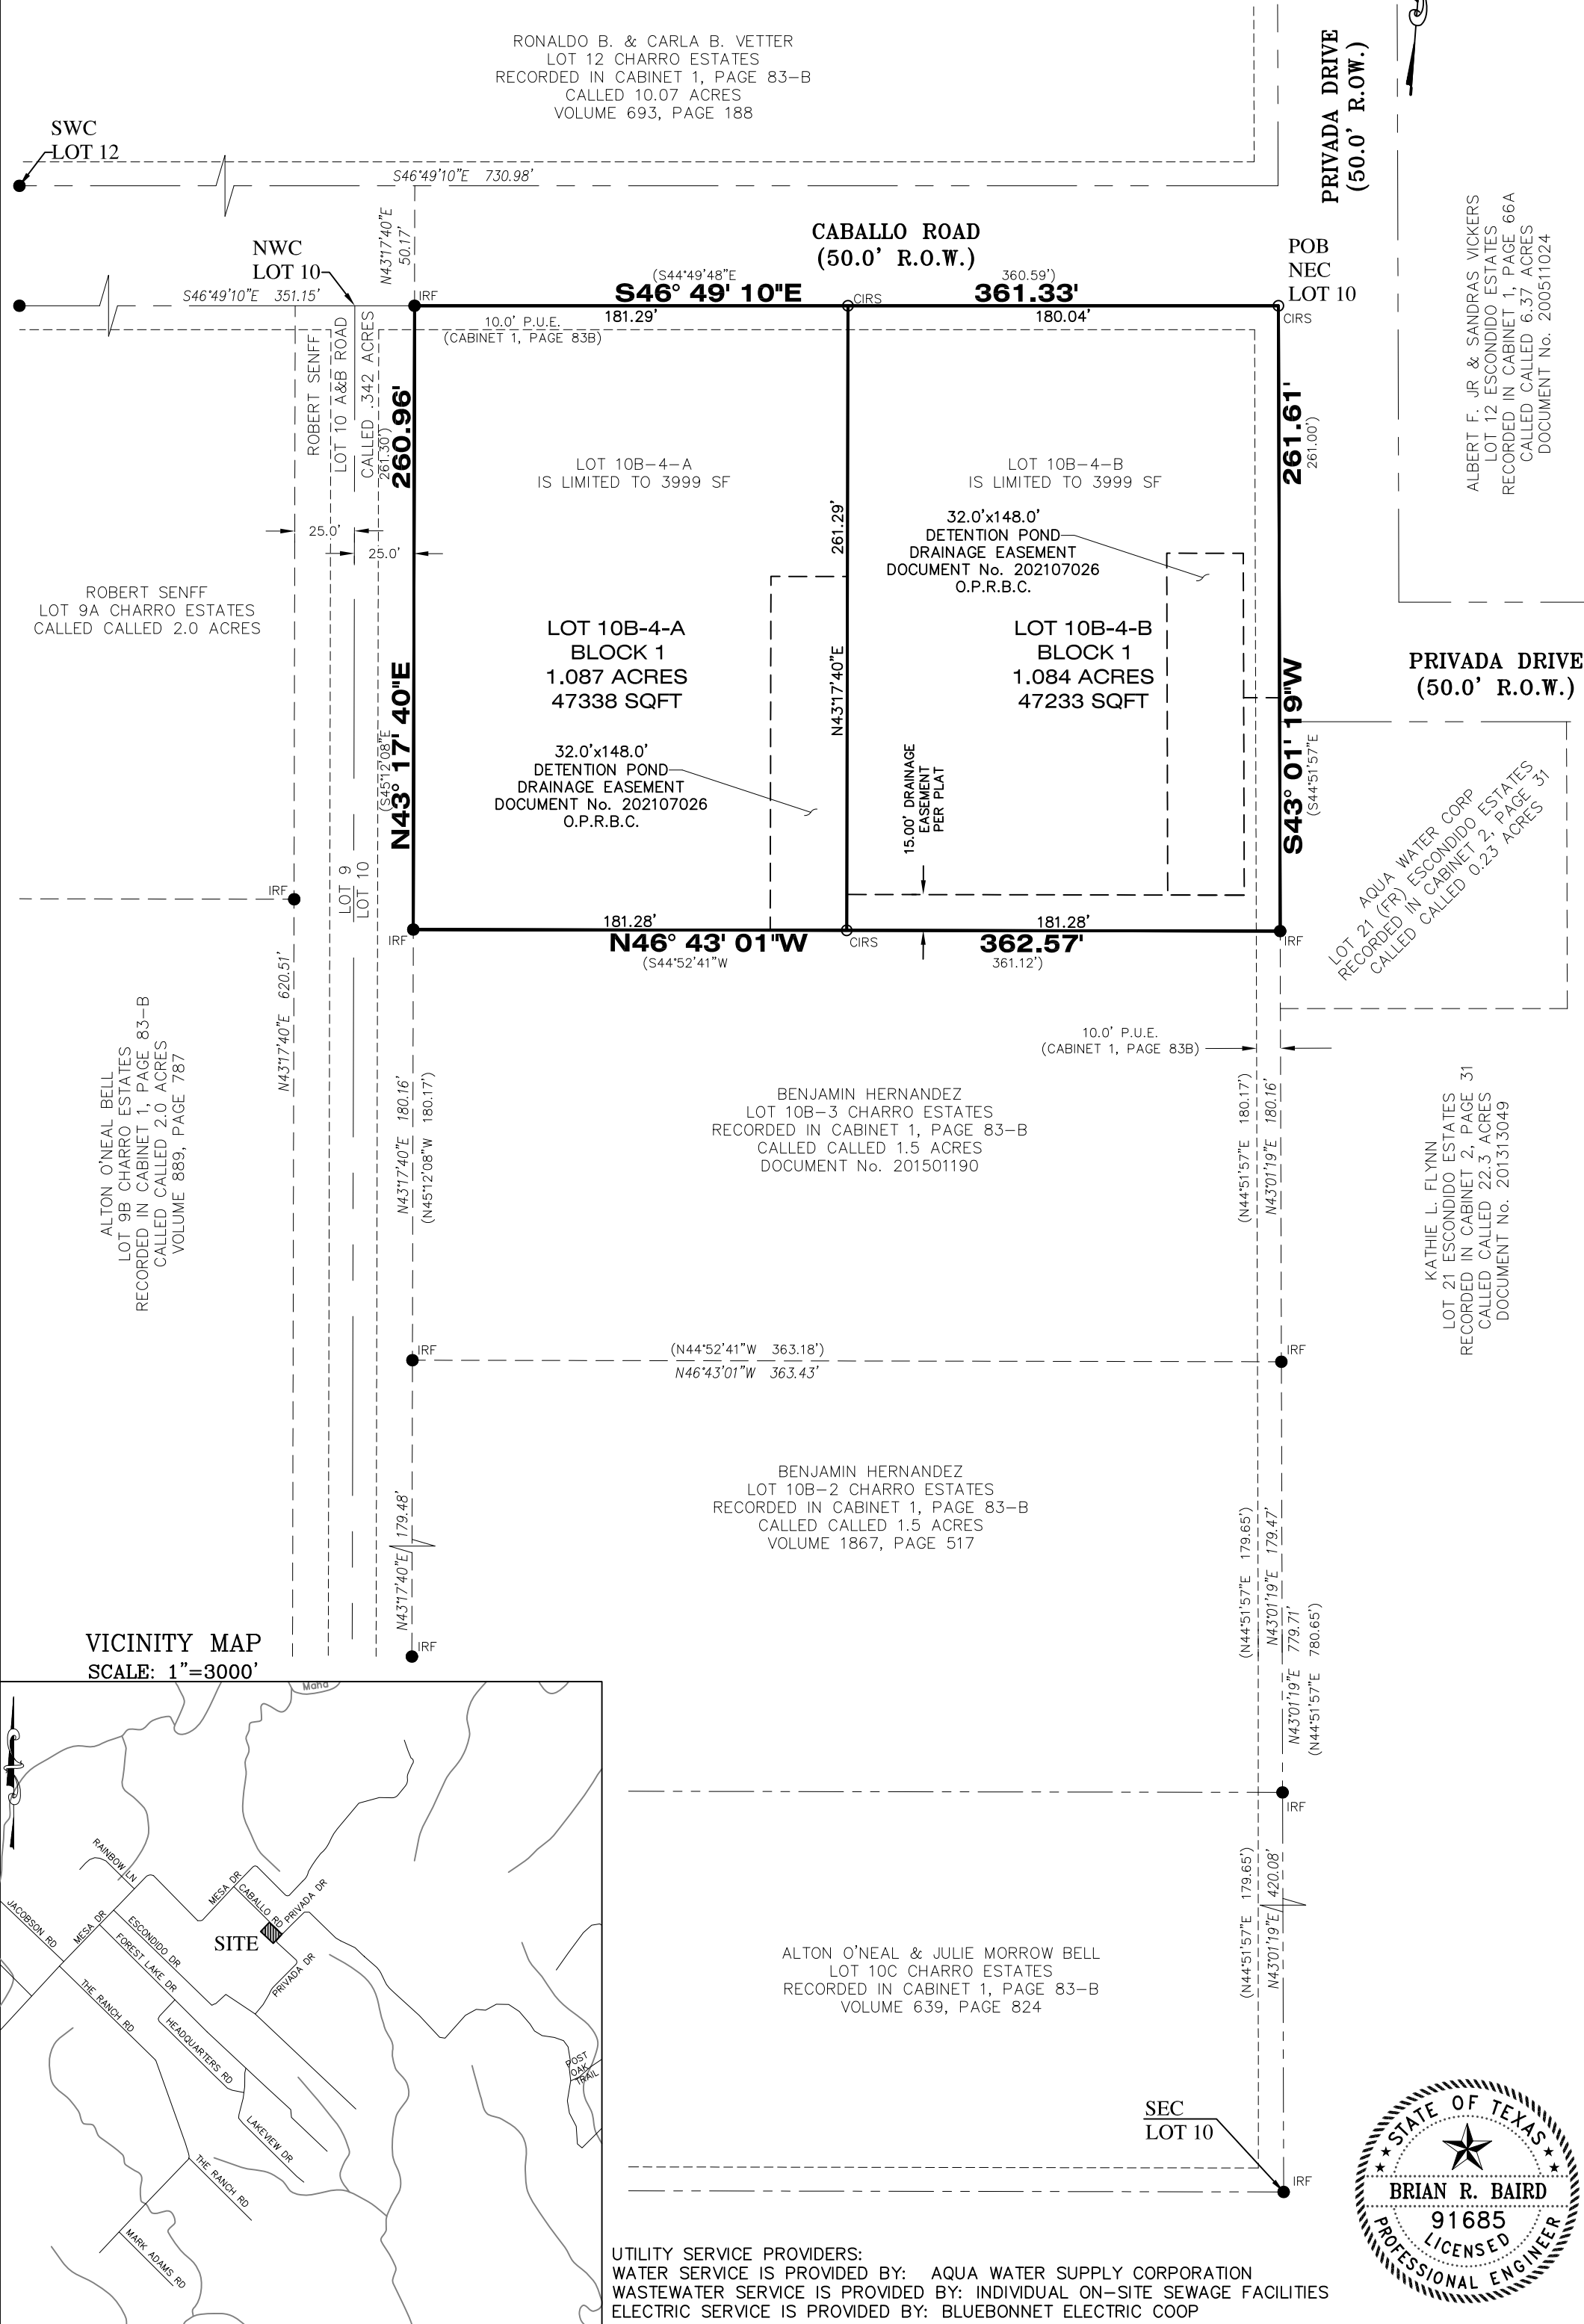 RONALDO B. & CARLA B. VETTER
LOT 12 CHARRO ESTATES
RECORDED IN CABINET 1, PAGE 83-B
CALLED 10.07 ACRES
VOLUME 693, PAGE 188
PRIVADA DRIVE
(50.0' R.OW.)
SWC
LOT 12
S46°49'10"E 730.98'
N43°17'40"E
50.17'
CABALLO ROAD
(50.0' R.O.W.)
NWC
LOT 10
POB
NEC
LOT 10
ALBERT F. JR & SANDRAS VICKERS
LOT 12 ESCONDIDO ESTATES
RECORDED IN CABINET 1, PAGE 66A
CALLED CALLED 6.37 ACRES
DOCUMENT No. 200511024
S46°49'10"E 351.15'
IRF
(S44°49'48"E 360.59')
S46° 49' 10"E 361.33'
CIRS
CIRS
181.29'
180.04'
10.0' P.U.E.
(CABINET 1, PAGE 83B)
ROBERT SENFF
LOT 10 A&B ROAD
CALLED .342 ACRES
260.96'
261.30')
N43° 17' 40"E
(S45°12'08"E
LOT 10B-4-A
IS LIMITED TO 3999 SF
LOT 10B-4-B
IS LIMITED TO 3999 SF
261.61'
261.00')
S43° 01' 19"W
(S44°51'57"E
25.0'
25.0'
261.29'
N43°17'40"E
32.0'x148.0'
DETENTION POND
DRAINAGE EASEMENT
DOCUMENT No. 202107026
O.P.R.B.C.
ROBERT SENFF
LOT 9A CHARRO ESTATES
CALLED CALLED 2.0 ACRES
LOT 10B-4-A
BLOCK 1
1.087 ACRES
47338 SQFT
LOT 10B-4-B
BLOCK 1
1.084 ACRES
47233 SQFT
PRIVADA DRIVE
(50.0' R.O.W.)
32.0'x148.0'
DETENTION POND
DRAINAGE EASEMENT
DOCUMENT No. 202107026
O.P.R.B.C.
15.00' DRAINAGE
EASEMENT
PER PLAT
AQUA WATER CORP
LOT 21 (FR) ESCONDIDO ESTATES
RECORDED IN CABINET 2, PAGE 31
CALLED CALLED 0.23 ACRES
LOT 9
LOT 10
IRF
IRF
181.28'
181.28'
N46° 43' 01"W 362.57'
CIRS
IRF
(S44°52'41"W 361.12')
N43°17'40"E 620.51'
ALTON O'NEAL BELL
LOT 9B CHARRO ESTATES
RECORDED IN CABINET 1, PAGE 83-B
CALLED CALLED 2.0 ACRES
VOLUME 889, PAGE 787
N43°17'40"E 180.16'
(N45°12'08"W 180.17')
10.0' P.U.E.
(CABINET 1, PAGE 83B)
BENJAMIN HERNANDEZ
LOT 10B-3 CHARRO ESTATES
RECORDED IN CABINET 1, PAGE 83-B
CALLED CALLED 1.5 ACRES
DOCUMENT No. 201501190
(N44°51'57"E 180.17')
N43°01'19"E 180.16'
KATHIE L. FLYNN
LOT 21 ESCONDIDO ESTATES
RECORDED IN CABINET 2, PAGE 31
CALLED CALLED 22.3 ACRES
DOCUMENT No. 201313049
IRF
(N44°52'41"W 363.18')
N46°43'01"W 363.43'
IRF
BENJAMIN HERNANDEZ
LOT 10B-2 CHARRO ESTATES
RECORDED IN CABINET 1, PAGE 83-B
CALLED CALLED 1.5 ACRES
VOLUME 1867, PAGE 517
N43°17'40"E 179.48'
IRF
(N44°51'57"E 179.65')
N43°01'19"E 179.47'
N43°01'19"E 779.71'
(N44°51'57"E 780.65')
IRF
VICINITY MAP
SCALE: 1"=3000'
Maha
RAINBOW LN
MESA DR
CABALLO RD
PRIVADA DR
JACOBSON RD
MESA DR
ESCONDIDO DR
FOREST LAKE DR
SITE
PRIVADA DR
THE RANCH RD
HEADQUARTERS RD
POST
OAK
TRAIL
LAKEVIEW DR
THE RANCH RD
MARK ADAMS RD
(N44°51'57"E 179.65')
N43°01'19"E 420.08'
ALTON O'NEAL & JULIE MORROW BELL
LOT 10C CHARRO ESTATES
RECORDED IN CABINET 1, PAGE 83-B
VOLUME 639, PAGE 824
SEC
LOT 10
IRF
STATE OF TEXAS
BRIAN R. BAIRD
91685
LICENSED
PROFESSIONAL ENGINEER
UTILITY SERVICE PROVIDERS:
WATER SERVICE IS PROVIDED BY: AQUA WATER SUPPLY CORPORATION
WASTEWATER SERVICE IS PROVIDED BY: INDIVIDUAL ON-SITE SEWAGE FACILITIES
ELECTRIC SERVICE IS PROVIDED BY: BLUEBONNET ELECTRIC COOP